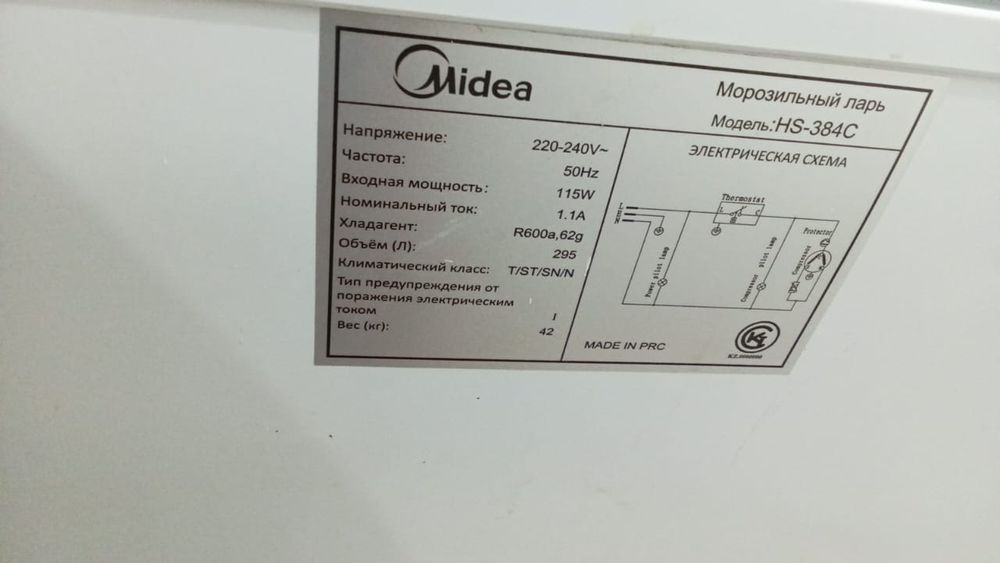 Midea
Морозильный ларь
Модель:HS-384C
Напряжение: 220-240V~
Частота: 50Hz
Входная мощность: 115W
Номинальный ток: 1.1A
Хладагент: R600a,62g
Объём (Л): 295
Климатический класс: T/ST/SN/N
Тип предупреждения от
поражения электрическим
током I
Вес (кг): 42
ЭЛЕКТРИЧЕСКАЯ СХЕМА
Thermostat
L C
Protector
Power pilot lamp
Compressor pilot lamp
Compressor
MADE IN PRC